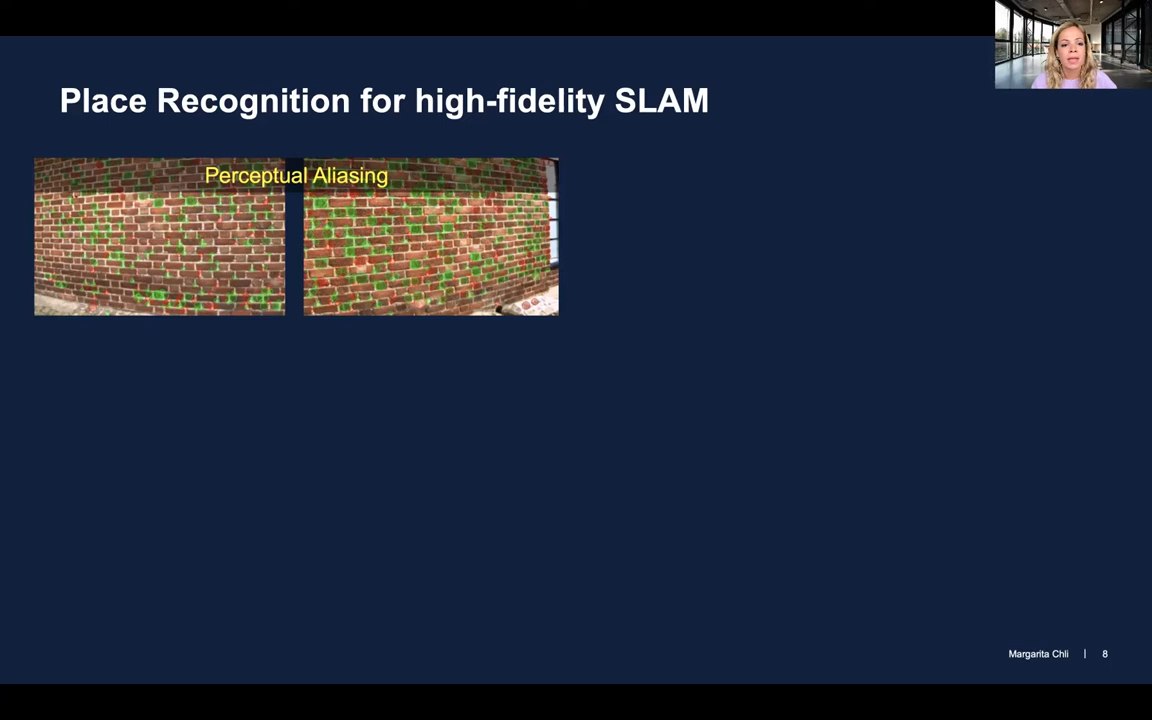 Place Recognition for high-fidelity SLAM
Perceptual Aliasing
Margarita Chli | 8